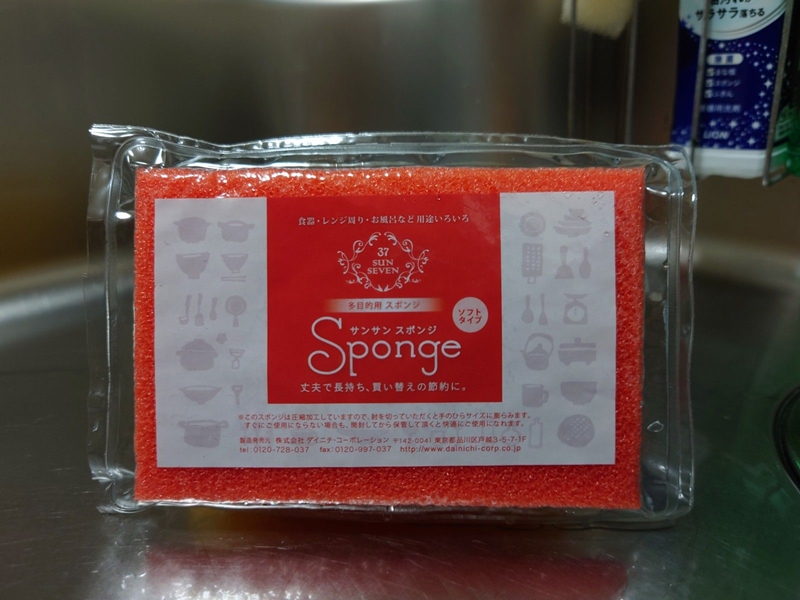 サラサラ落ちる
LION
食器・レンジ周り・お風呂など用途いろいろ
37
SUN
SEVEN
多目的用 スポンジ
ソフト
タイプ
サンサン スポンジ
Sponge
丈夫で長持ち、買い替えの節約に。
※このスポンジは圧縮加工していますので、封を切っていただくと手のひらサイズに膨らみます。
すぐにご使用にならない場合も、開封してから保管して頂くと快適にご使用になれます。
製造発売元 株式会社 ダイニチ・コーポレーション 〒142-0041 東京都品川区戸越3-5-7-1F
tel:0120-728-037 fax:0120-997-037 http://www.dainichi-corp.co.jp